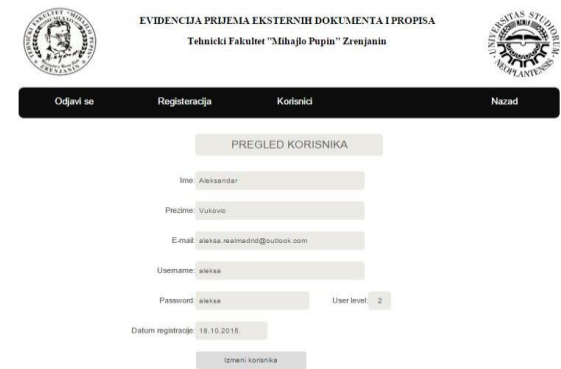 EVIDENCIJA PRIJEMA EKSTERNIH DOKUMENTA I PROPISA
Tehnicki Fakultet "Mihajlo Pupin" Zrenjanin
Odjavi se Registeracija Korisnici Nazad
PREGLED KORISNIKA
Ime: Aleksandar
Prezime: Vukovic
E-mail: aleksa.realmadrid@outlook.com
Username: aleksa
Password: aleksa User level: 2
Datum registracije: 18.10.2015.
Izmeni korisnika